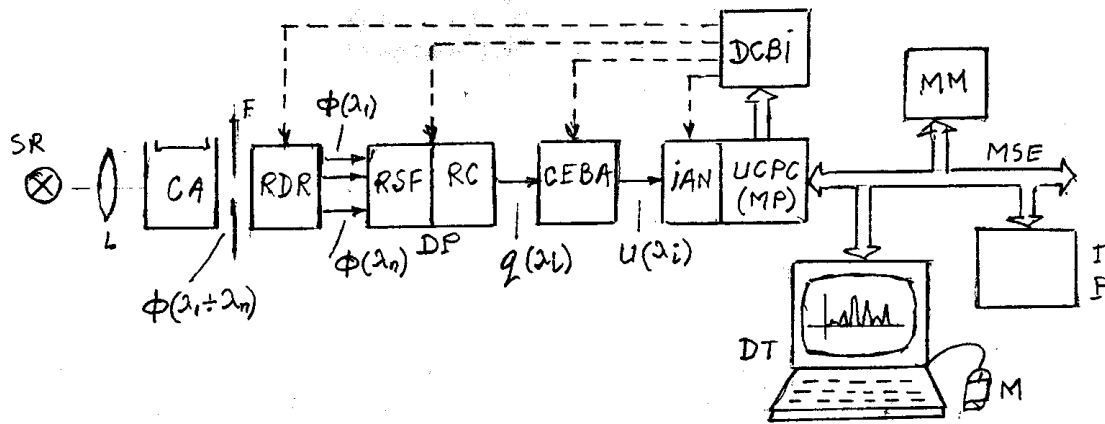 DCBi
MM
SR
F
ϕ(λ₁)
MSE
CA
RDR
RSF
RC
CEBA
iAN
UCPC
(MP)
L
DP
ϕ(λₙ)
q(λi)
U(λi)
ϕ(λ₁÷λₙ)
DT
M